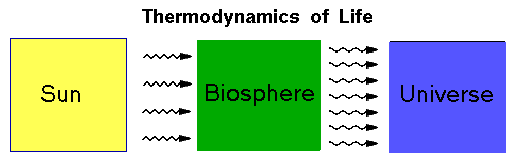 Thermodynamics of Life
Sun
Biosphere
Universe